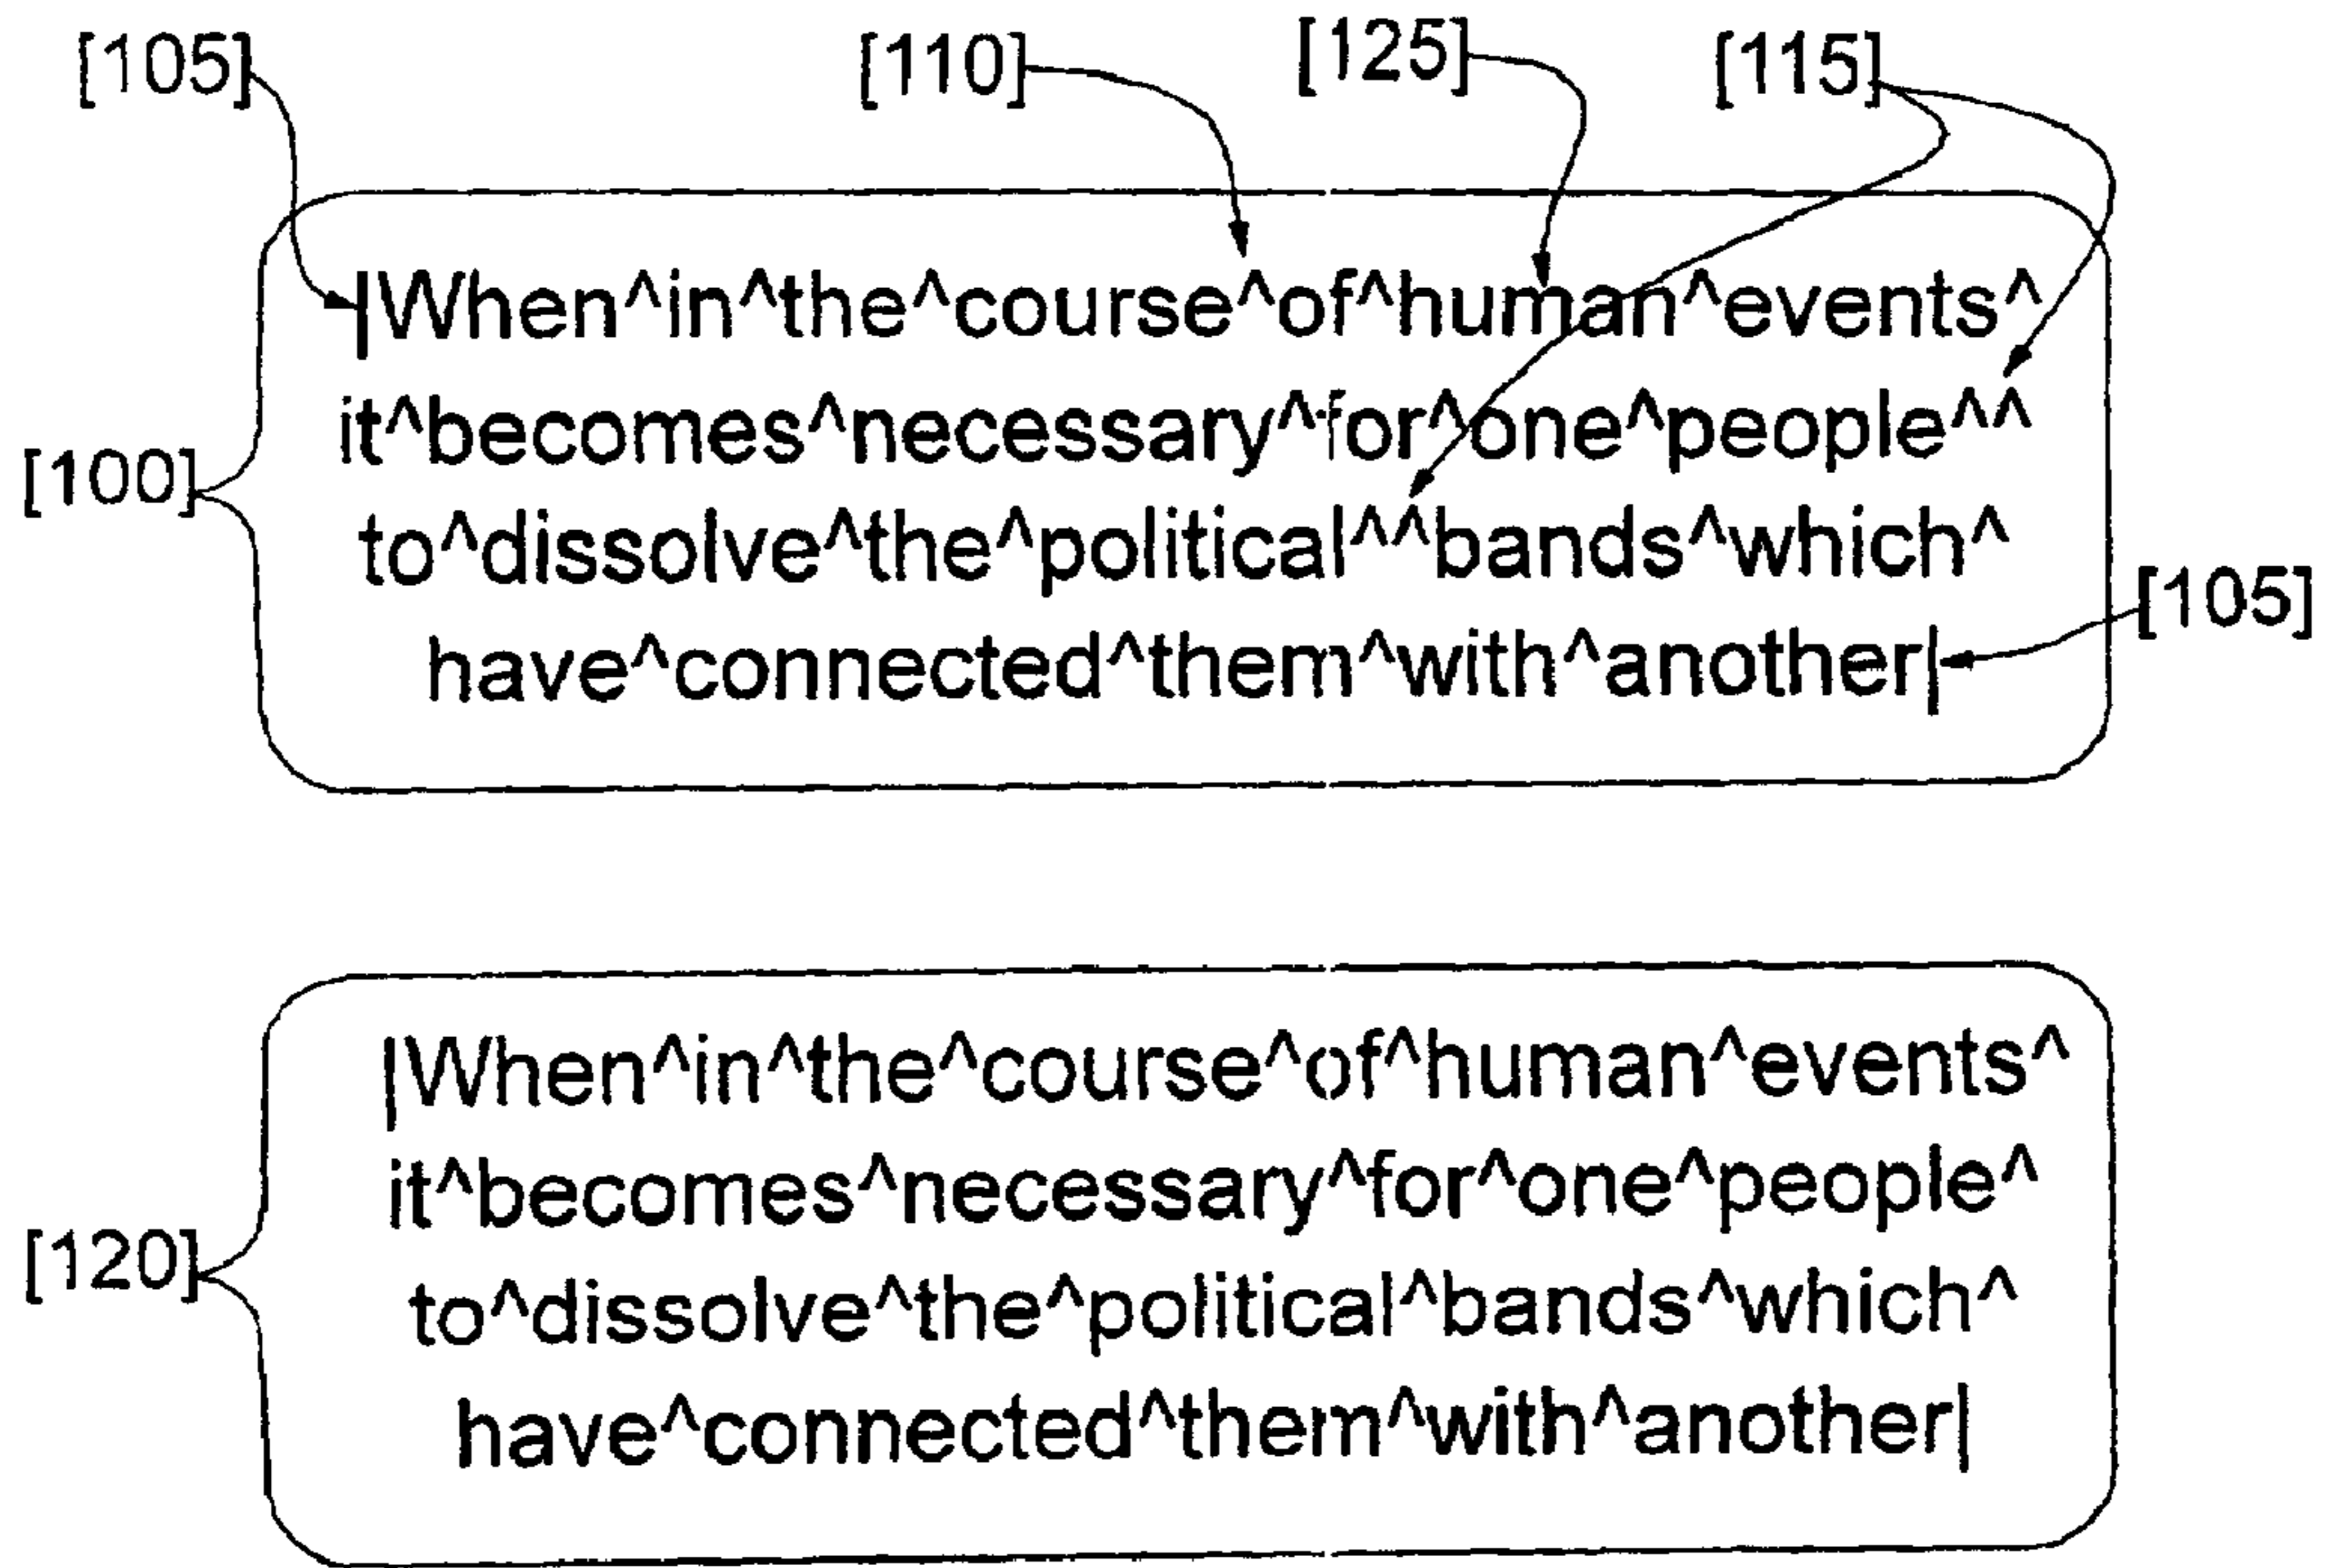 [105] [110] [125] [115]
|When^in^the^course^of^human^events^
it^becomes^necessary^for^one^people^^
[100]
to^dissolve^the^political^^bands^which^
[105]
have^connected^them^with^another|
|When^in^the^course^of^human^events^
it^becomes^necessary^for^one^people^
[120]
to^dissolve^the^political^bands^which^
have^connected^them^with^another|